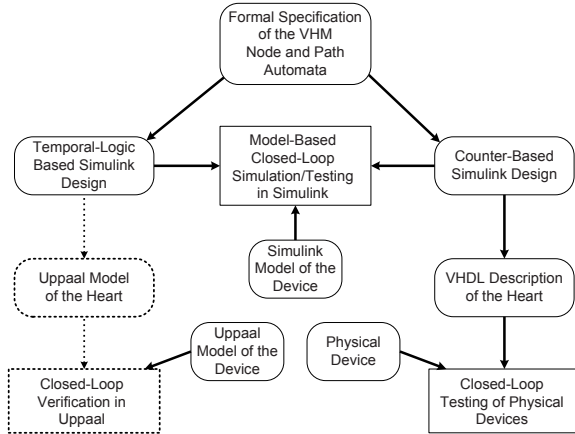 Formal Specification
of the VHM
Node and Path
Automata
Temporal-Logic
Based Simulink
Design
Model-Based
Closed-Loop
Simulation/Testing
in Simulink
Counter-Based
Simulink Design
Simulink
Model of the
Device
Uppaal Model
of the Heart
VHDL Description
of the Heart
Uppaal
Model of the
Device
Physical
Device
Closed-Loop
Verification in
Uppaal
Closed-Loop
Testing of Physical
Devices